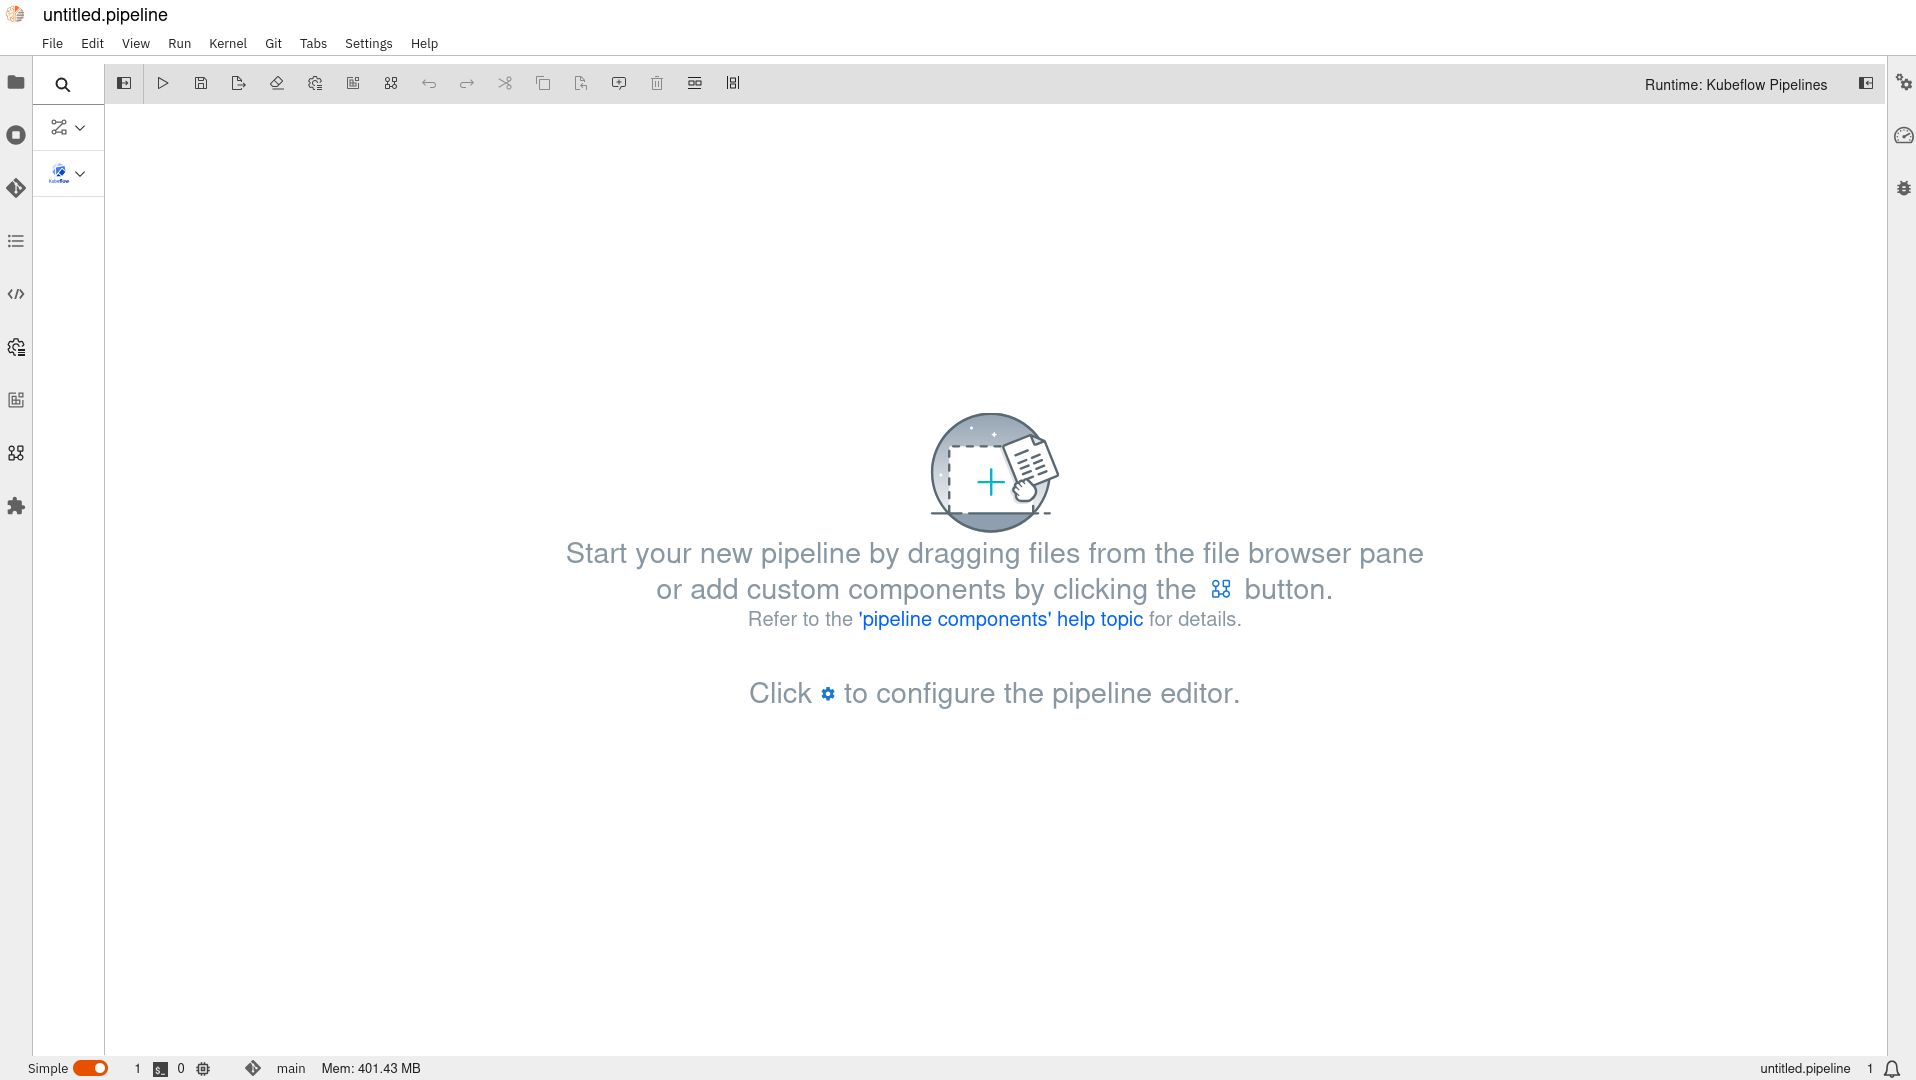 untitled.pipeline
File Edit View Run Kernel Git Tabs Settings Help
Runtime: Kubeflow Pipelines
Kubeflow
Start your new pipeline by dragging files from the file browser pane
or add custom components by clicking the button.
Refer to the 'pipeline components' help topic for details.
Click to configure the pipeline editor.
Simple 1 $_ 0 main Mem: 401.43 MB untitled.pipeline 1